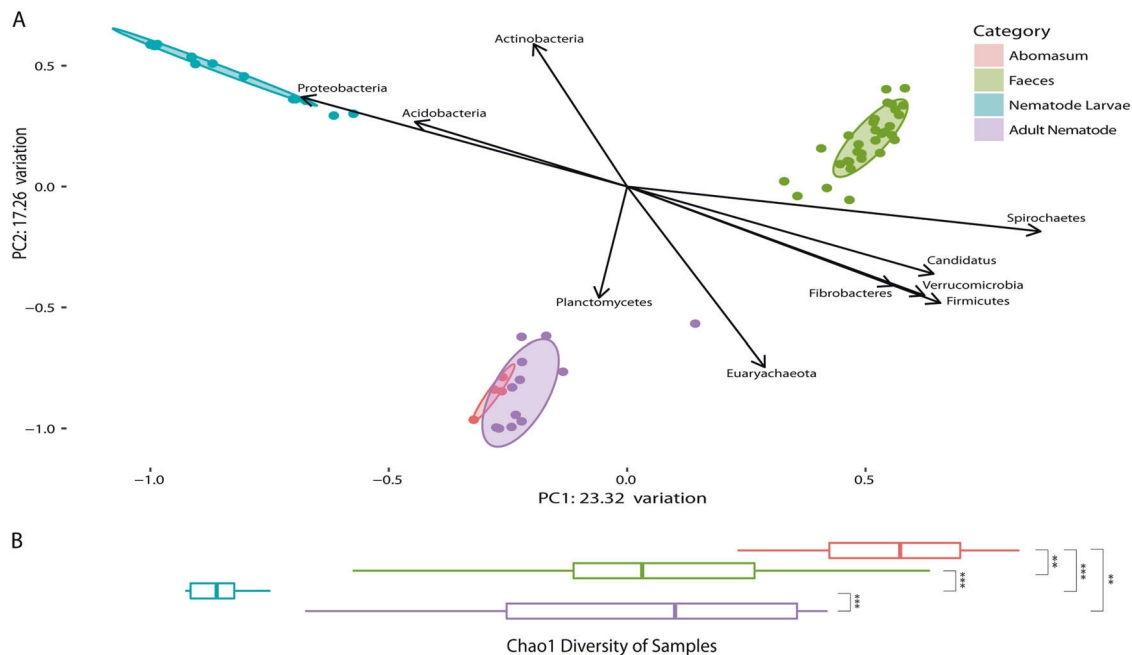 A
Category
Abomasum
Faeces
Nematode Larvae
Adult Nematode
Actinobacteria
Proteobacteria
Acidobacteria
Spirochaetes
Candidatus
Fibrobacteres
Verrucomicrobia
Firmicutes
Planctomycetes
Euaryachaeota
PC2: 17.26 variation
0.5
0.0
−0.5
−1.0
−1.0
−0.5
0.0
0.5
PC1: 23.32 variation
B
**
***
***
**
***
Chao1 Diversity of Samples